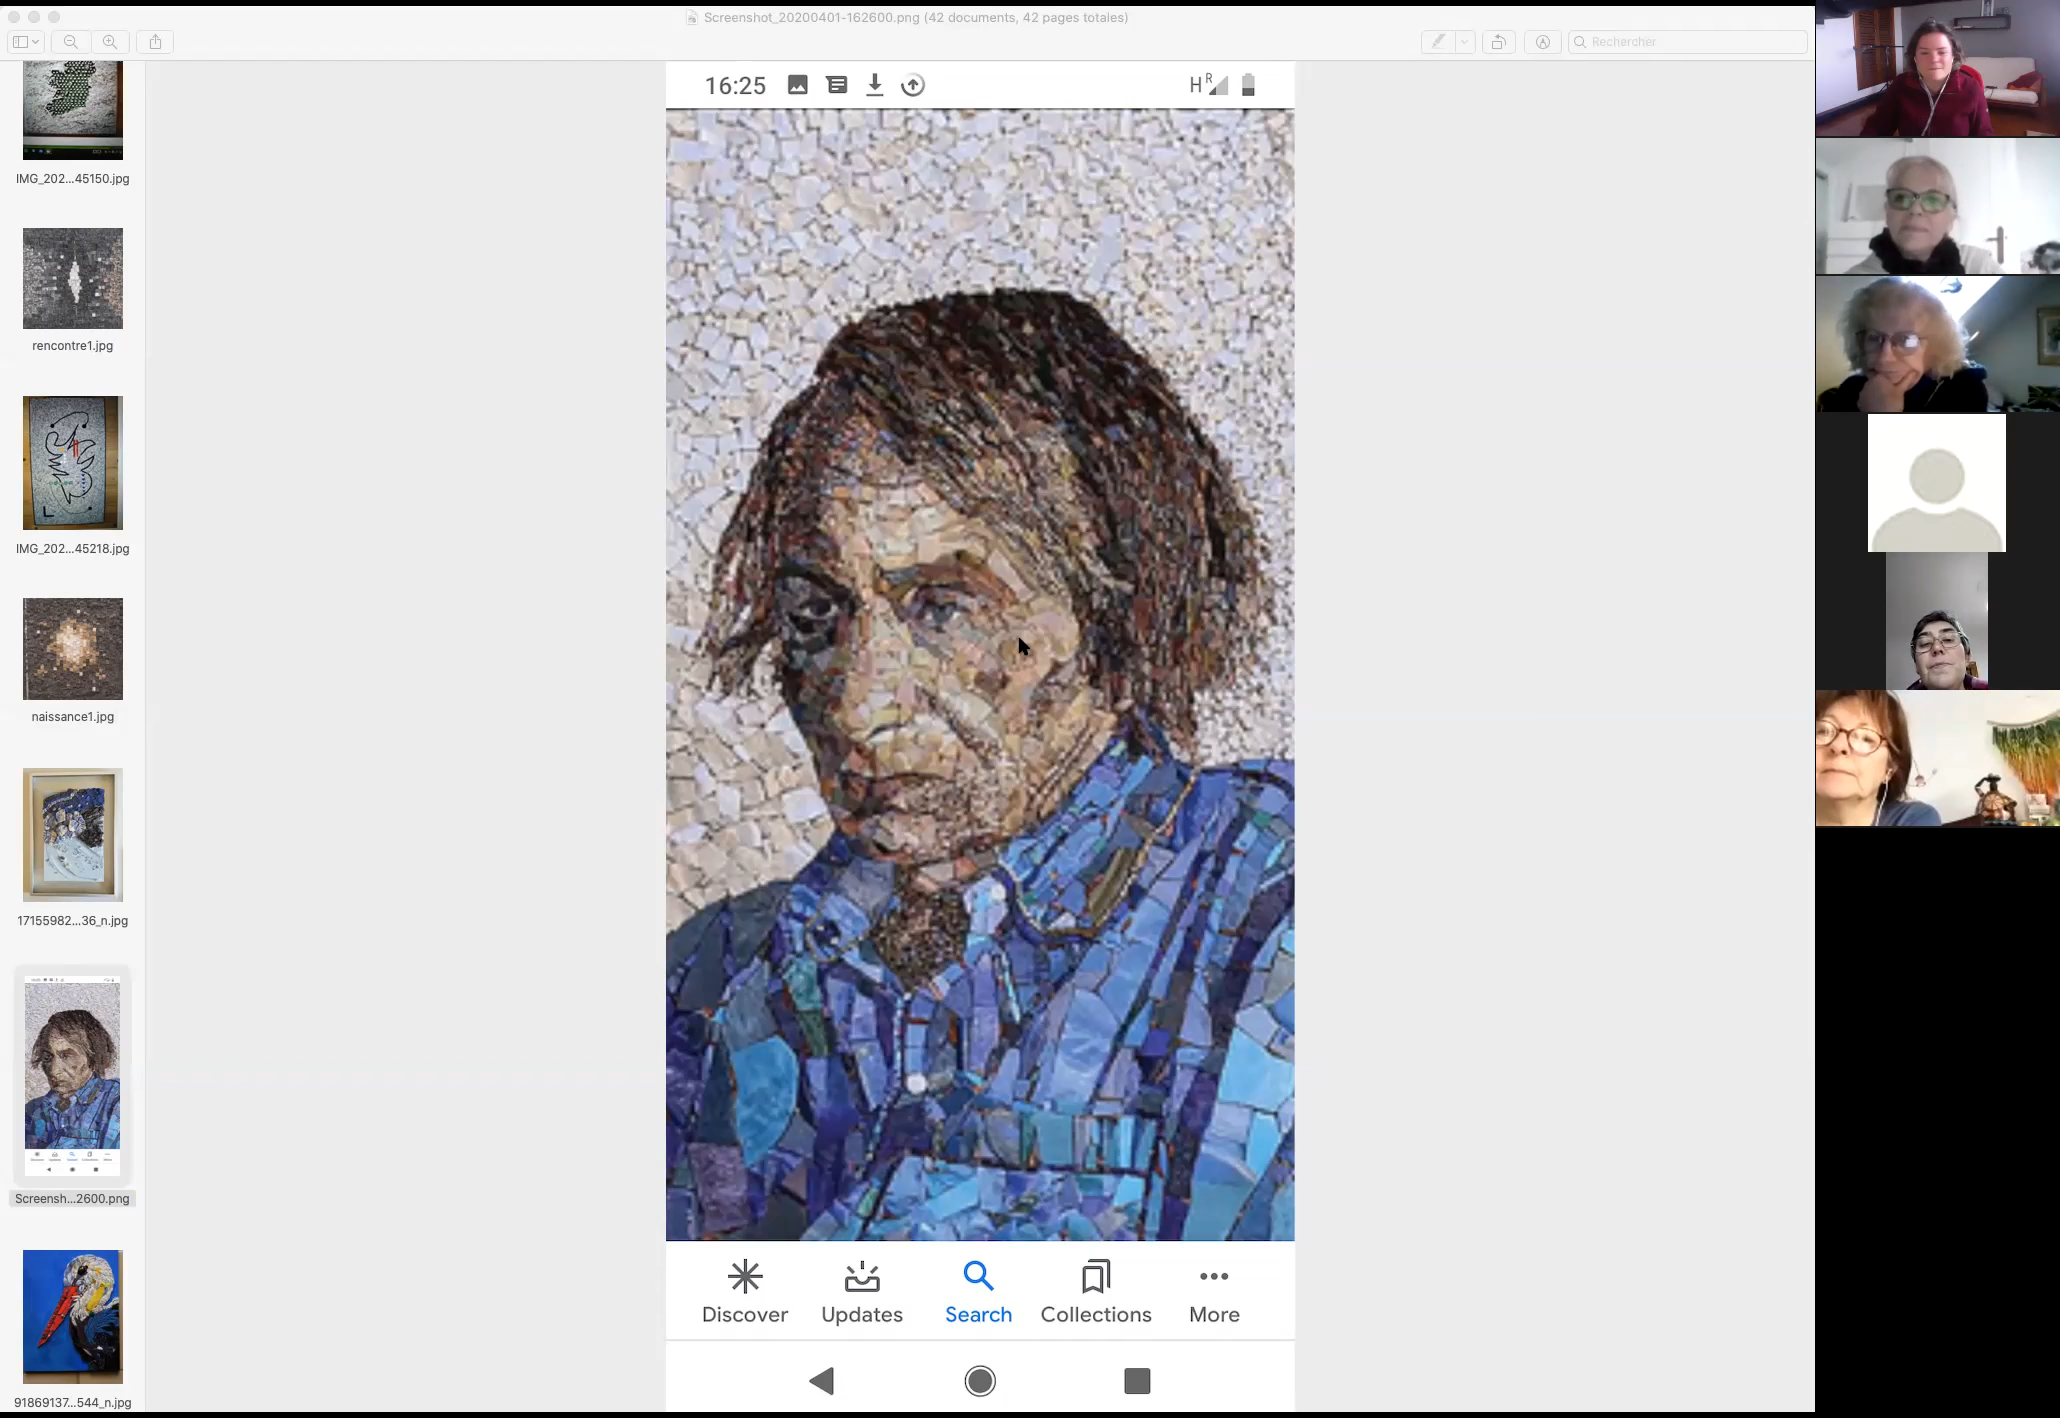 Screenshot_20200401-162600.png (42 documents, 42 pages totales)
Rechercher
IMG_202...45150.jpg
rencontre1.jpg
IMG_202...45218.jpg
naissance1.jpg
17155982...36_n.jpg
Screensh...2600.png
91869137...544_n.jpg
16:25
H R
Discover Updates Search Collections More